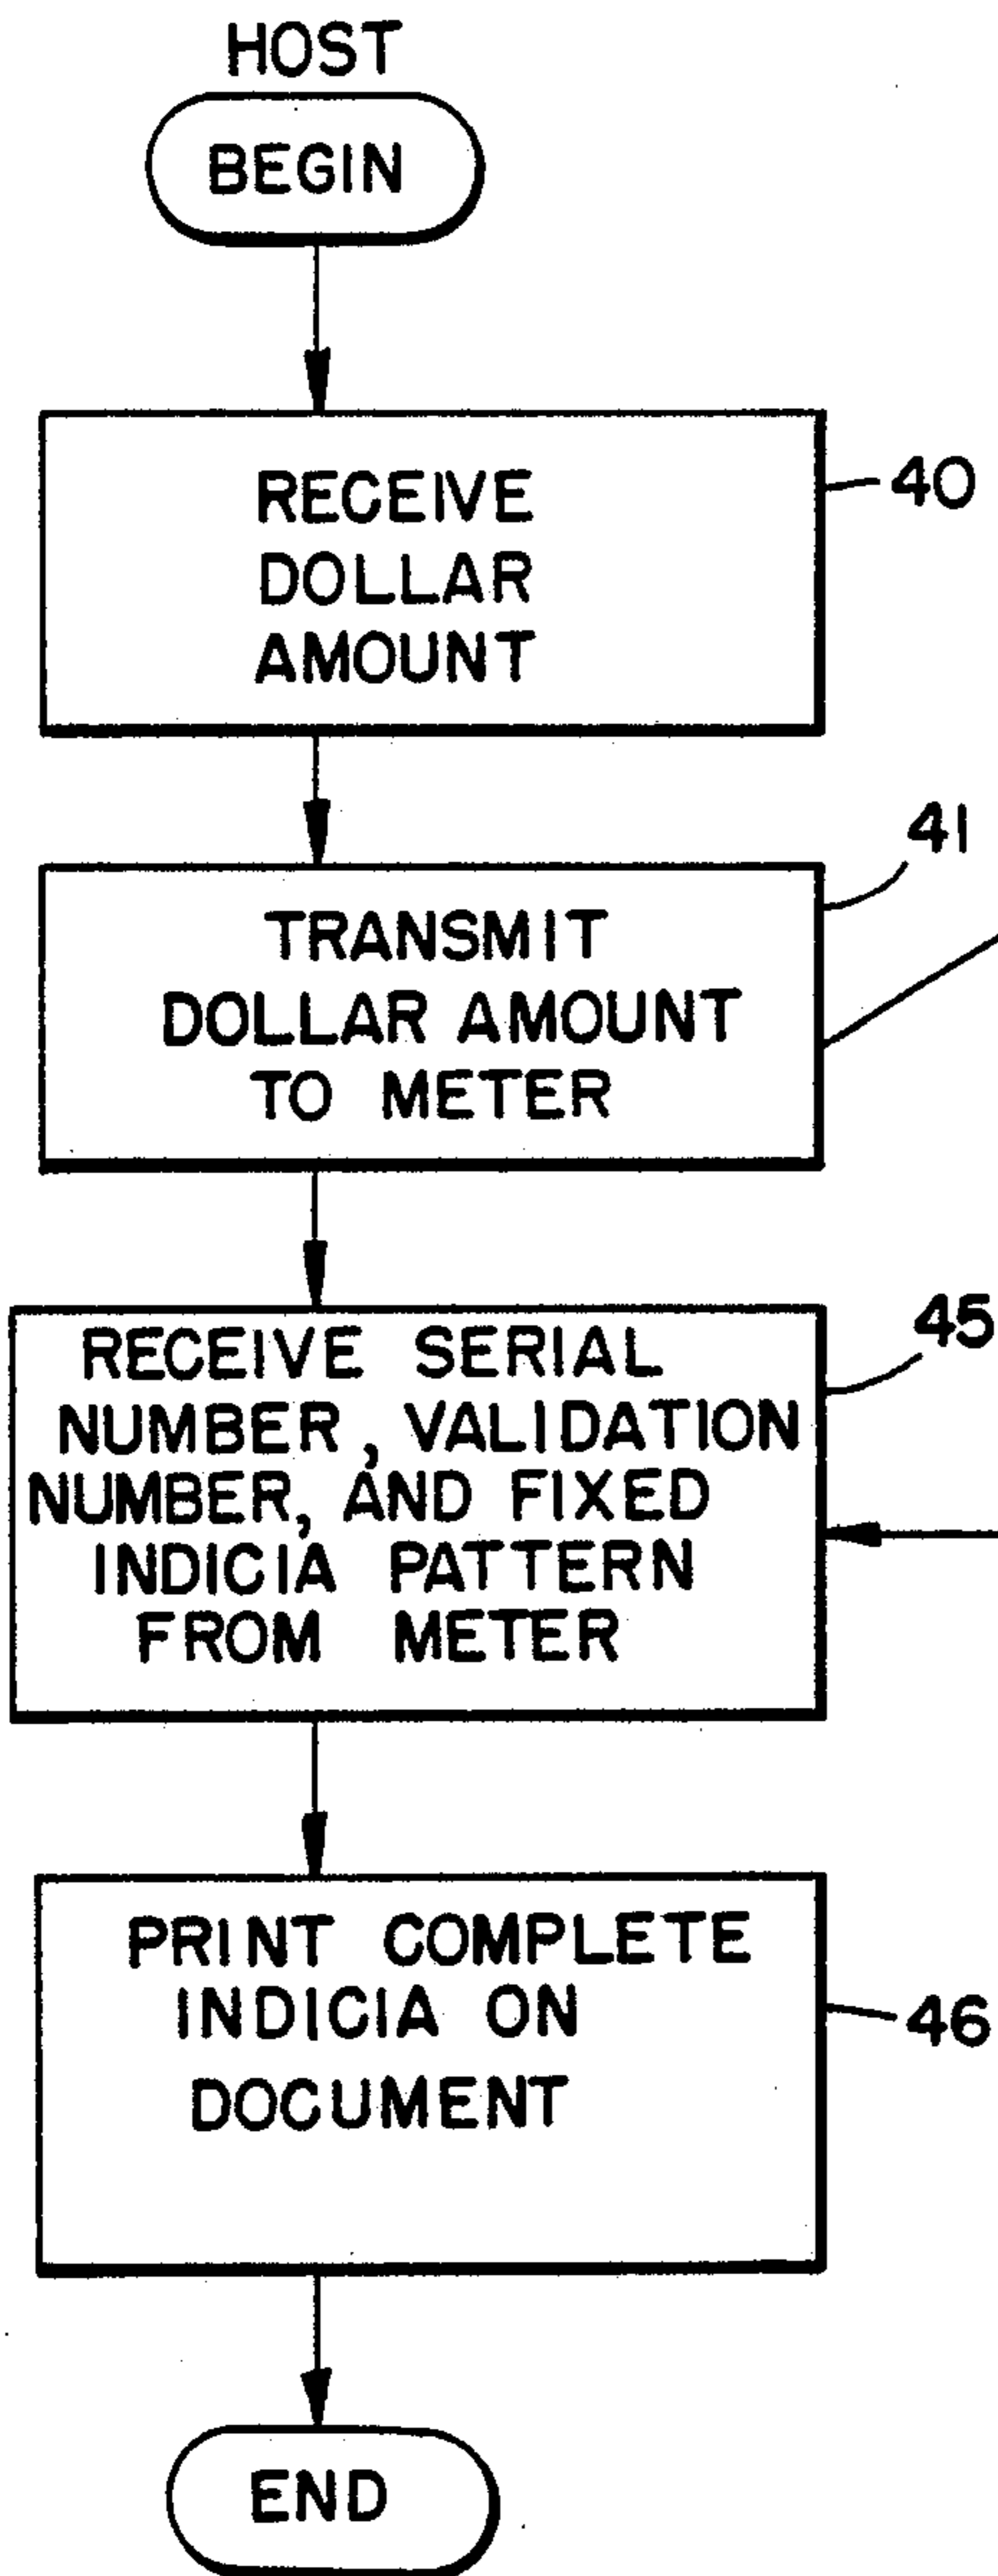 HOST
BEGIN
RECEIVE
DOLLAR
AMOUNT
40
TRANSMIT
DOLLAR AMOUNT
TO METER
41
RECEIVE SERIAL
NUMBER, VALIDATION
NUMBER, AND FIXED
INDICIA PATTERN
FROM METER
45
PRINT COMPLETE
INDICIA ON
DOCUMENT
46
END